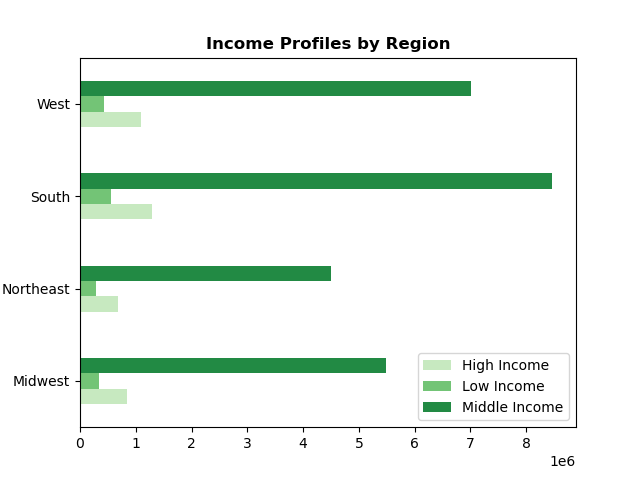 Income Profiles by Region
West
South
Northeast
Midwest
High Income
Low Income
Middle Income
0 1 2 3 4 5 6 7 8
1e6